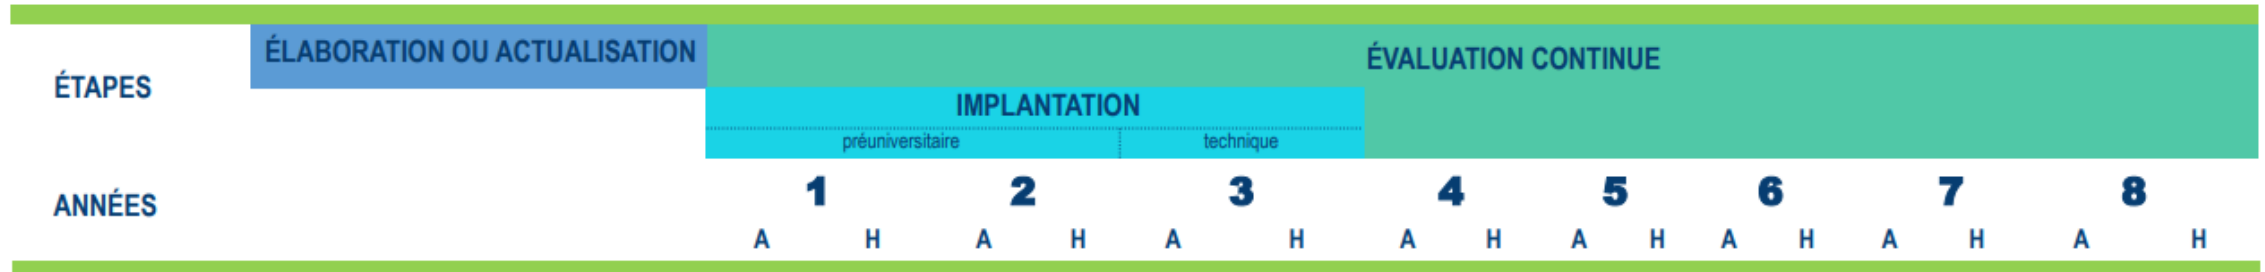 ÉTAPES
ÉLABORATION OU ACTUALISATION
ÉVALUATION CONTINUE
IMPLANTATION
préuniversitaire technique
ANNÉES
1 2 3 4 5 6 7 8
A H A H A H A H A H A H A H A H